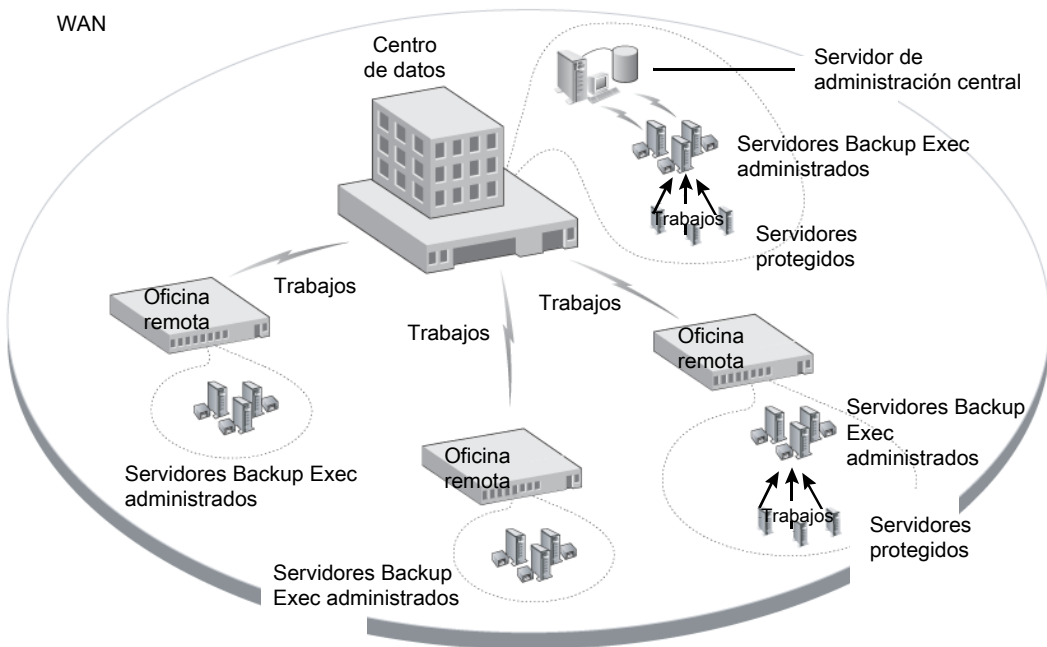 WAN
Centro
de datos
Servidor de
administración central
Servidores Backup Exec
administrados
Trabajos
Servidores
protegidos
Trabajos
Trabajos
Trabajos
Oficina
remota
Oficina
remota
Servidores Backup
Exec
administrados
Trabajos
Servidores
protegidos
Servidores Backup Exec
administrados
Oficina
remota
Servidores Backup
Exec administrados